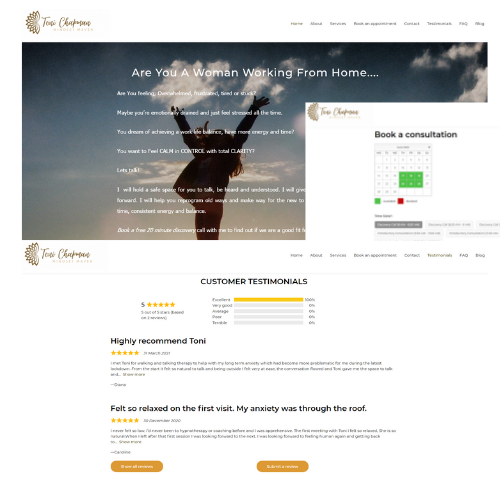 Toni Chapman
MINDSET MAVEN
Home About Services Book an appointment Contact Testimonials FAQ Blog
Are You A Woman Working From Home....
Are You Feeling; Overwhelmed, frustrated, tired or stuck?
Maybe you're emotionally drained and just feel stressed all the time.
You dream of achieving a work life balance, have more energy and time?
You want to Feel CALM in CONTROL with total CLARITY?
Lets talk!
I will hold a safe space for you to talk, be heard and understood. I will give
forward. I will help you reprogram old ways and make way for the new to
time, consistent energy and balance.
Book a free 20 minute discovery call with me to find out if we are a good fit
Toni Chapman
Book a consultation
Toni Chapman
MINDSET MAVEN
Home About Services Book an appointment Contact Testimonials FAQ Blog
CUSTOMER TESTIMONIALS
5
5 out of 5 stars (based
on 2 reviews)
Excellent 100%
Very good 0%
Average 0%
Poor 0%
Terrible 0%
Highly recommend Toni
21 March 2021
I met Toni for walking and talking therapy to help with my long term anxiety which had become more problematic for me during the latest
lockdown. From the start it felt so natural to talk and being outside I felt very at ease; the conversation flowed and Toni gave me the space to talk
and... Show more
—Diane
Felt so relaxed on the first visit. My anxiety was through the roof.
December 2020
I never felt so low. I'd never been to hypnotherapy or coaching before and I was apprehensive. The first meeting with Toni I felt so relaxed. She is so
natural.When I left after that first session I was looking forward to the next. I was looking forward to feeling human again and getting back
to... Show more
—Caroline
Show all reviews
Submit a review